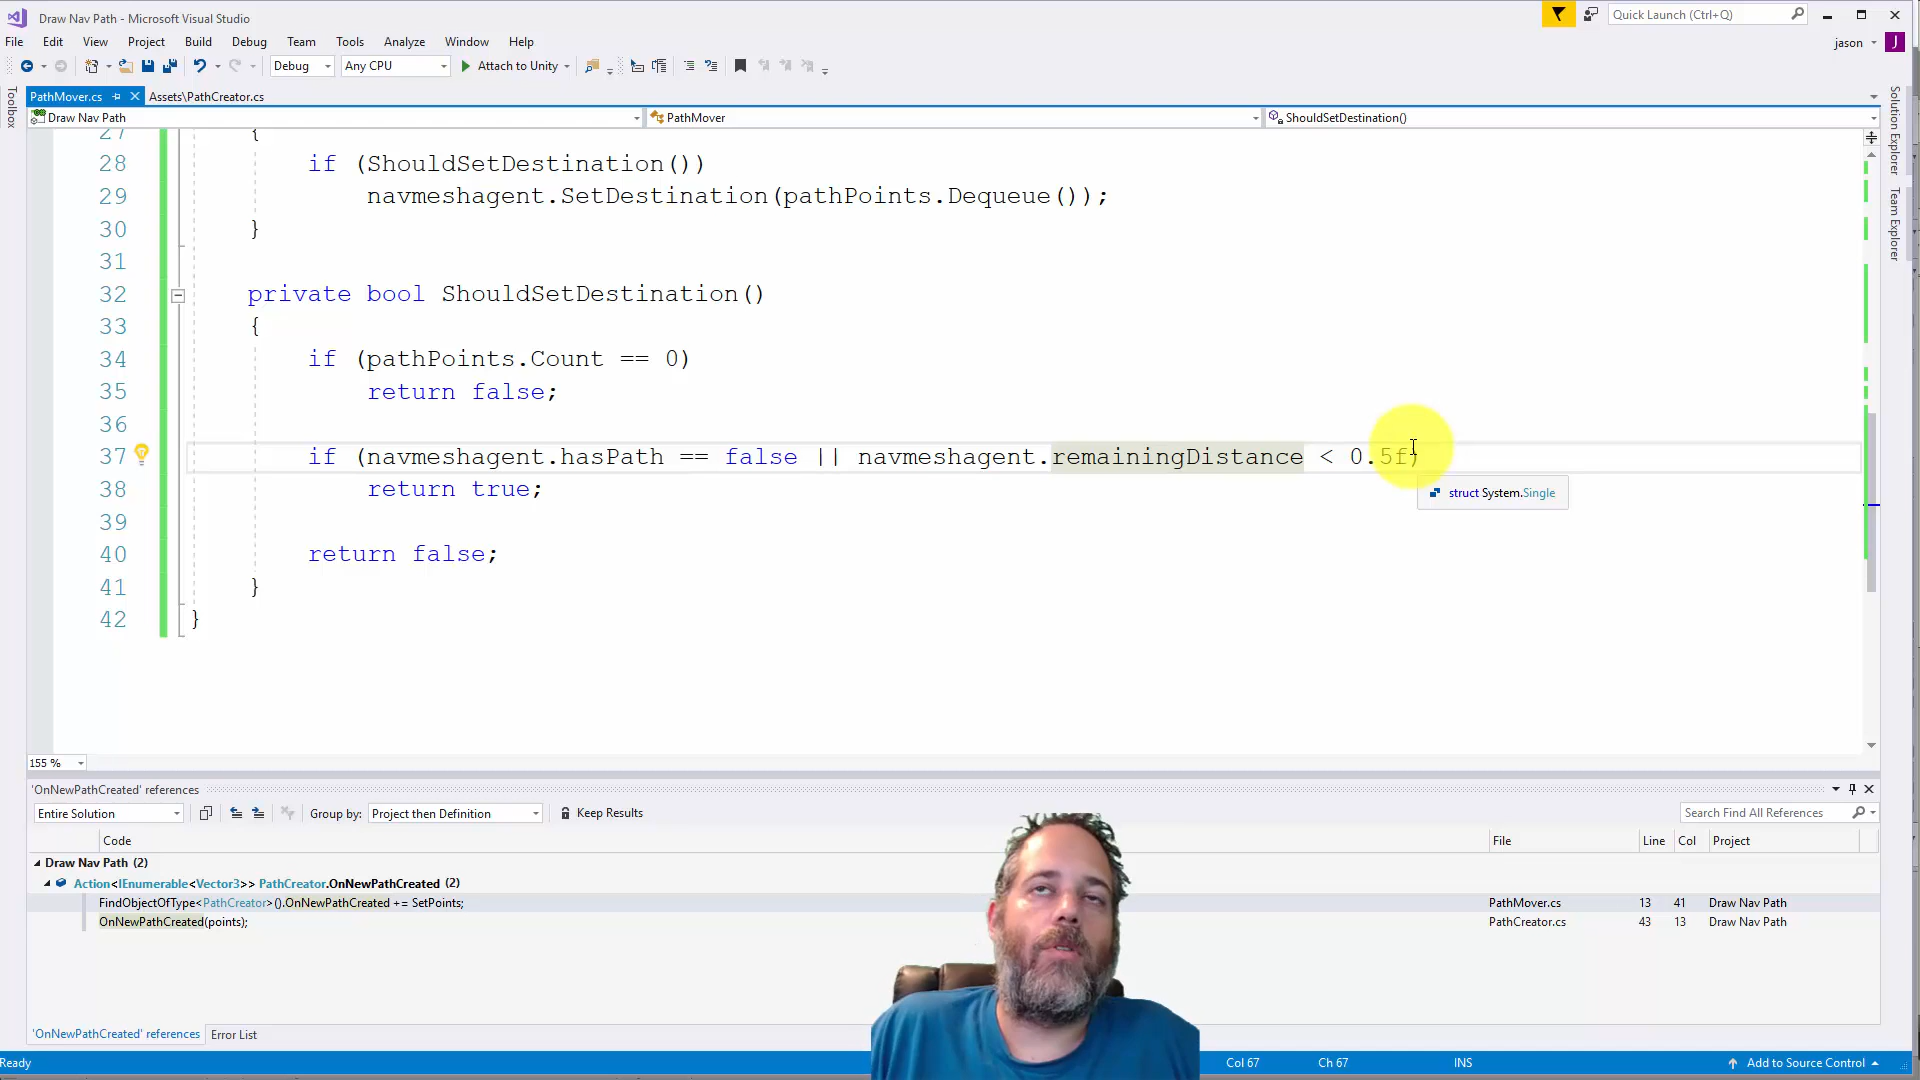 Draw Nav Path - Microsoft Visual Studio
Quick Launch (Ctrl+Q)
File Edit View Project Build Debug Team Tools Analyze Window Help
jason J
Debug Any CPU Attach to Unity
Toolbox
PathMover.cs Assets\PathCreator.cs
Draw Nav Path PathMover ShouldSetDestination()
Solution Explorer
Team Explorer
27 {
28 if (ShouldSetDestination())
29 navmeshagent.SetDestination(pathPoints.Dequeue());
30 }
31
32 private bool ShouldSetDestination()
33 {
34 if (pathPoints.Count == 0)
35 return false;
36
37 if (navmeshagent.hasPath == false || navmeshagent.remainingDistance < 0.5f)
38 return true;
struct System.Single
39
40 return false;
41 }
42 }
155 %
'OnNewPathCreated' references
Entire Solution Group by: Project then Definition Keep Results Search Find All References
Code File Line Col Project
Draw Nav Path (2)
Action<IEnumerable<Vector3>> PathCreator.OnNewPathCreated (2)
FindObjectOfType<PathCreator>().OnNewPathCreated += SetPoints; PathMover.cs 13 41 Draw Nav Path
OnNewPathCreated(points); PathCreator.cs 43 13 Draw Nav Path
'OnNewPathCreated' references Error List
Ready Col 67 Ch 67 INS Add to Source Control